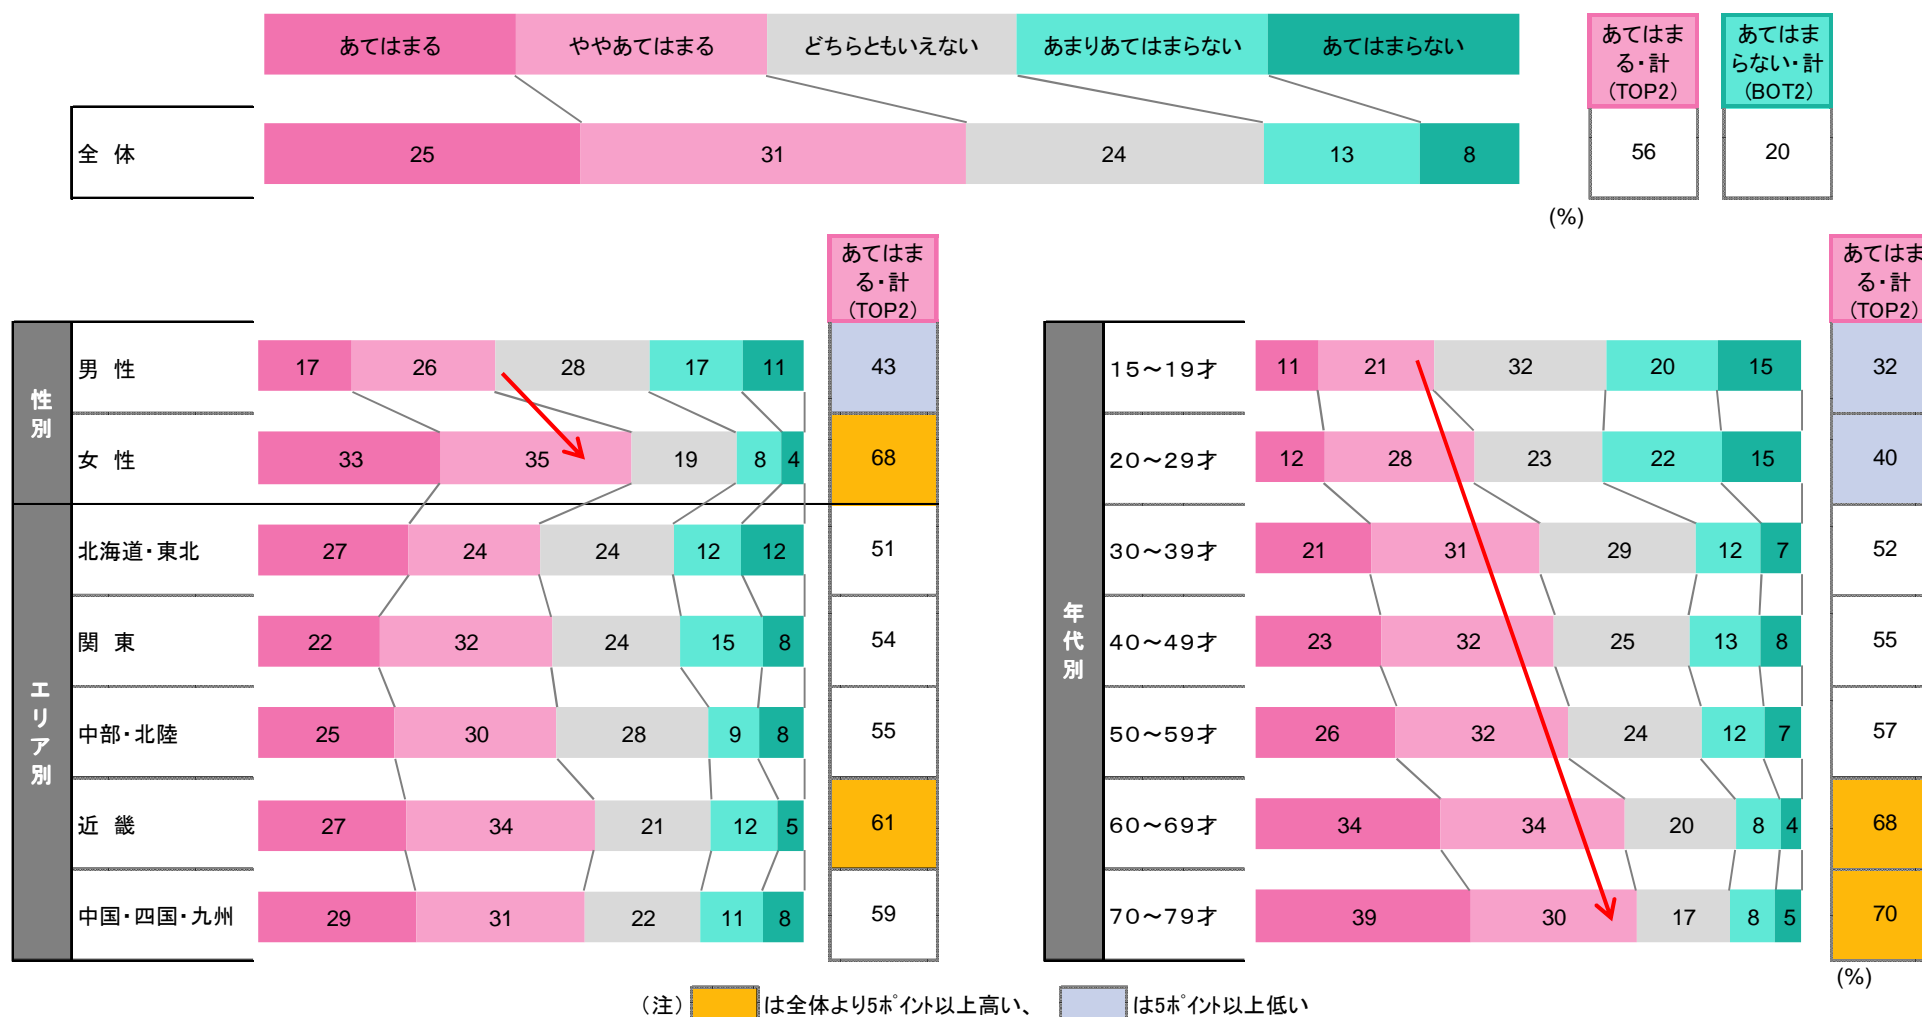 あてはまる ややあてはまる どちらともいえない あまりあてはまらない あてはまらない
あてはま
る・計
(TOP2)
あてはま
らない・計
(BOT2)
全 体 25 31 24 13 8 56 20
(%)
あてはま
る・計
(TOP2)
性別
男 性 17 26 28 17 11 43
女 性 33 35 19 8 4 68
エリア別
北海道・東北 27 24 24 12 12 51
関 東 22 32 24 15 8 54
中部・北陸 25 30 28 9 8 55
近 畿 27 34 21 12 5 61
中国・四国・九州 29 31 22 11 8 59
あてはま
る・計
(TOP2)
年代別
15～19才 11 21 32 20 15 32
20～29才 12 28 23 22 15 40
30～39才 21 31 29 12 7 52
40～49才 23 32 25 13 8 55
50～59才 26 32 24 12 7 57
60～69才 34 34 20 8 4 68
70～79才 39 30 17 8 5 70
(%)
(注) は全体より5ﾎﾟｲﾝﾄ以上高い、 は5ﾎﾟｲﾝﾄ以上低い